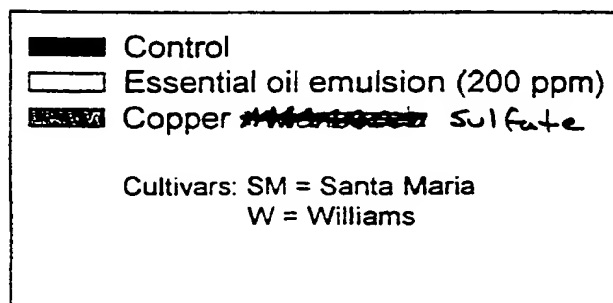 Control
Essential oil emulsion (200 ppm)
Copper sulfate
Cultivars: SM = Santa Maria
W = Williams